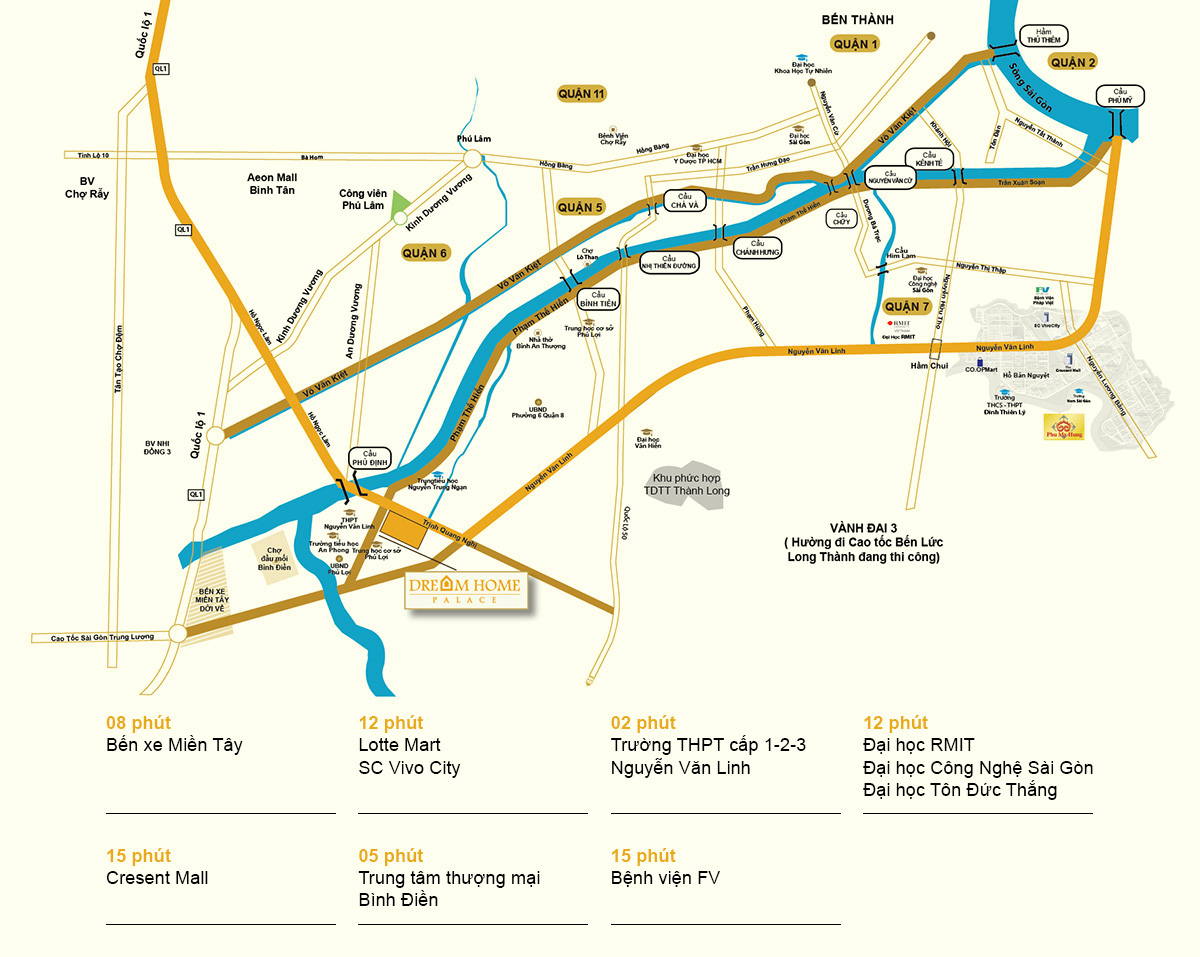 BẾN THÀNH
QUẬN 1
Hầm
THỦ THIÊM
QUẬN 2
Quốc lộ 1
QL1
Đại học
Khoa Học Tự Nhiên
Sông Sài Gòn
Cầu
PHÚ MỸ
QUẬN 11
Nguyễn Văn Cừ
Võ Văn Kiệt
Khánh Hội
Tôn Đản
Nguyễn Tất Thành
Phú Lâm
Bệnh Viện
Chợ Rẫy
Hồng Bàng
Đại học
Sài Gòn
Đại học
Y Dược TP HCM
Trần Hưng Đạo
Cầu
KÊNH TẺ
Tỉnh Lộ 10
Bà Hom
Hồng Bàng
BV
Chợ Rẫy
Aeon Mall
Bình Tân
Công viên
Phú Lâm
Kinh Dương Vương
Cầu
NGUYỄN VĂN CỪ
Trần Xuân Soạn
QUẬN 5
Cầu
CHÀ VÀ
Phạm Thế Hiển
Cầu
CHỮ Y
Dương Bá Trạc
QL1
QUẬN 6
Chợ
Lò Than
Cầu
NHỊ THIÊN ĐƯỜNG
Cầu
CHÁNH HƯNG
Cầu
Him Lam
Nguyễn Thị Thập
Võ Văn Kiệt
Kinh Dương Vương
An Dương Vương
Hồ Ngọc Lãm
Cầu
BÌNH TIÊN
Phạm Thế Hiển
Đại học
Công nghệ
Sài Gòn
Nguyễn Hữu Thọ
FV
Bệnh Viện
Pháp Việt
QUẬN 7
Phạm Hùng
Trung học cơ sở
Phú Lợi
Nhà thờ
Bình An Thượng
RMIT
Đại Học RMIT
SC VivoCity
Tân Tạo Chợ Đệm
Nguyễn Văn Linh
Nguyễn Văn Linh
Hầm Chui
CO.OPMart
Hồ Bán Nguyệt
The
Crescent Mall
Nguyễn Lương Bằng
Võ Văn Kiệt
Trường
THCS - THPT
Đinh Thiện Lý
Trường
Nam Sài Gòn
Phú Mỹ Hưng
Quốc lộ 1
Hồ Ngọc Lãm
Phạm Thế Hiển
UBND
Phường 6 Quận 8
BV NHI
ĐỒNG 3
Cầu
PHÚ ĐỊNH
Đại học
Văn Hiến
Nguyễn Văn Linh
Trungtiểu học
Nguyễn Trung Ngạn
Khu phức hợp
TDTT Thành Long
QL1
THPT
Nguyễn Văn Linh
Trịnh Quang Nghị
Quốc Lộ 50
VÀNH ĐAI 3
( Hường đi Cao tốc Bến Lức
Long Thành đang thi công)
Chợ
đầu mối
Bình Điền
Trường tiểu học
An Phong
Trung học cơ sở
Phú Lợi
UBND
Phú Lợi
DREAM HOME
PALACE
BẾN XE
MIỀN TÂY
DỜI VỀ
Cao Tốc Sài Gòn Trung Lương
08 phút
Bến xe Miền Tây
12 phút
Lotte Mart
SC Vivo City
02 phút
Trường THPT cấp 1-2-3
Nguyễn Văn Linh
12 phút
Đại học RMIT
Đại học Công Nghệ Sài Gòn
Đại học Tôn Đức Thắng
15 phút
Cresent Mall
05 phút
Trung tâm thượng mại
Bình Điền
15 phút
Bệnh viện FV